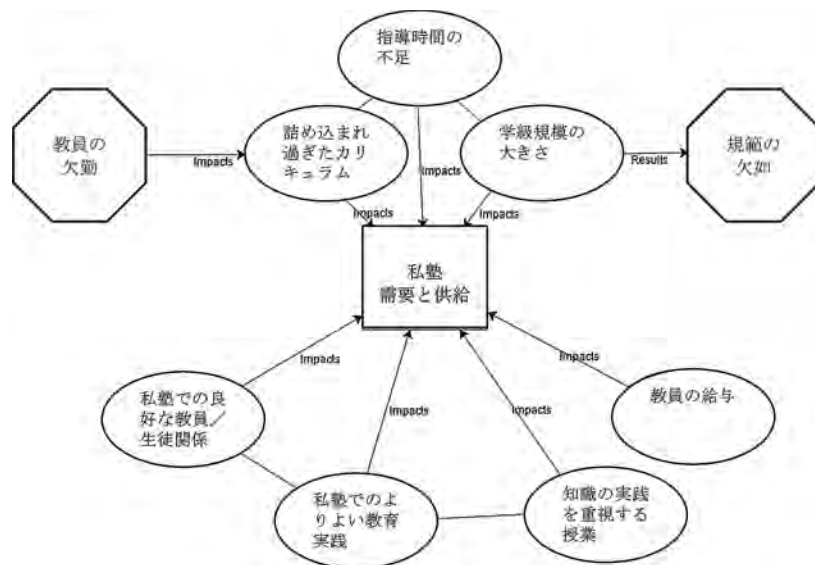 指導時間の
不足
教員の
欠勤
詰め込まれ
過ぎたカリ
キュラム
学級規模の
大きさ
規範の
欠如
Impacts
Impacts
Results
Impacts
Impacts
私塾
需要と供給
Impacts
Impacts
Impacts
Impacts
私塾での良
好な教員／
生徒関係
教員の給与
私塾でのよ
りよい教育
実践
知識の実践
を重視する
授業